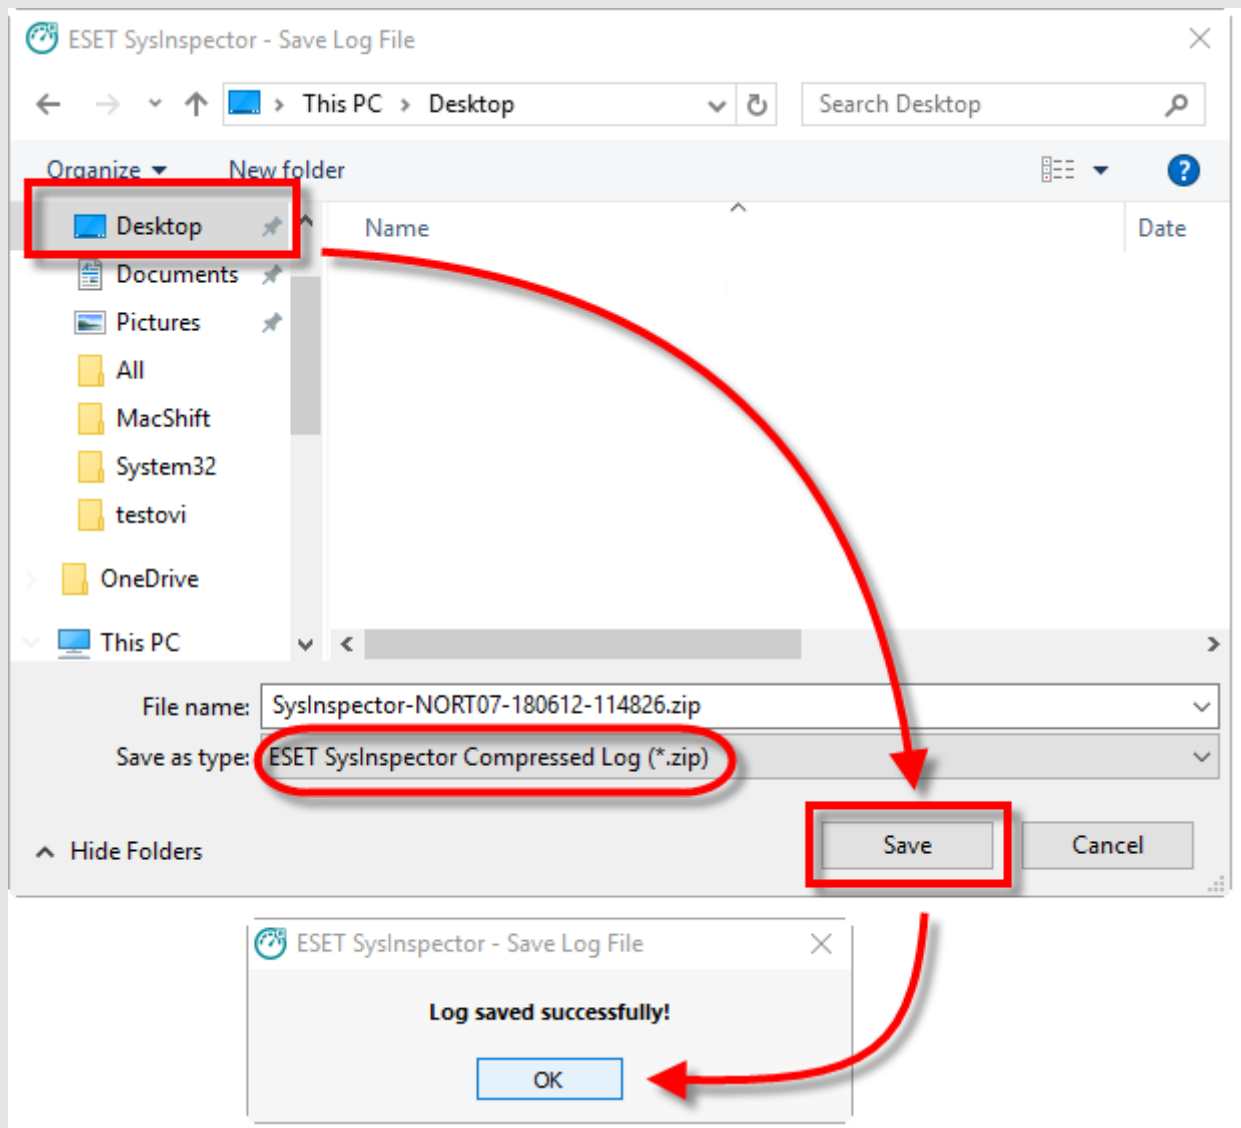 ESET SysInspector - Save Log File
This PC > Desktop
Search Desktop
Organize
New folder
?
Desktop
Name
Date
Documents
Pictures
All
MacShift
System32
testovi
OneDrive
This PC
File name: SysInspector-NORT07-180612-114826.zip
Save as type: ESET SysInspector Compressed Log (*.zip)
Hide Folders
Save
Cancel
ESET SysInspector - Save Log File
Log saved successfully!
OK